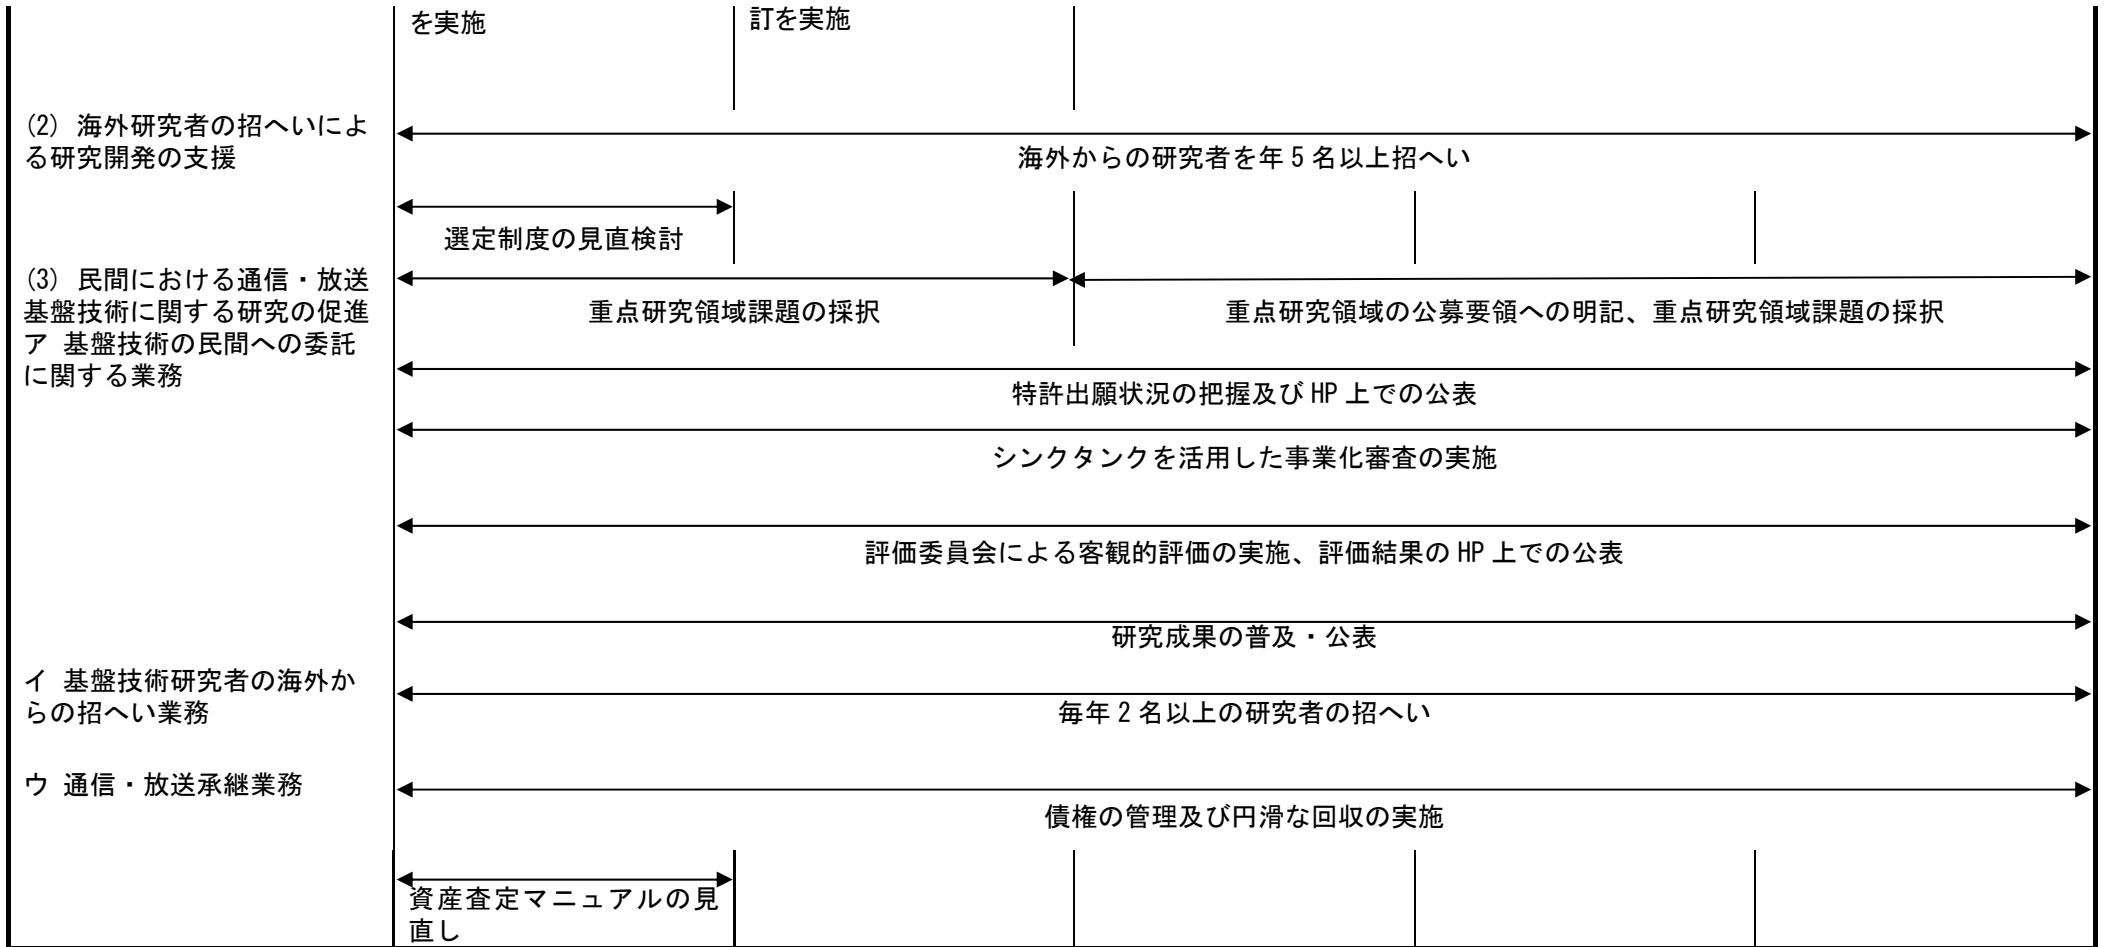 を実施
訂を実施
(2) 海外研究者の招へいによ
る研究開発の支援
海外からの研究者を年5名以上招へい
選定制度の見直検討
(3) 民間における通信・放送
基盤技術に関する研究の促進
ア 基盤技術の民間への委託
に関する業務
重点研究領域課題の採択
重点研究領域の公募要領への明記、重点研究領域課題の採択
特許出願状況の把握及びHP上での公表
シンクタンクを活用した事業化審査の実施
評価委員会による客観的評価の実施、評価結果のHP上での公表
研究成果の普及・公表
イ 基盤技術研究者の海外か
らの招へい業務
毎年2名以上の研究者の招へい
ウ 通信・放送承継業務
債権の管理及び円滑な回収の実施
資産査定マニュアルの見
直し